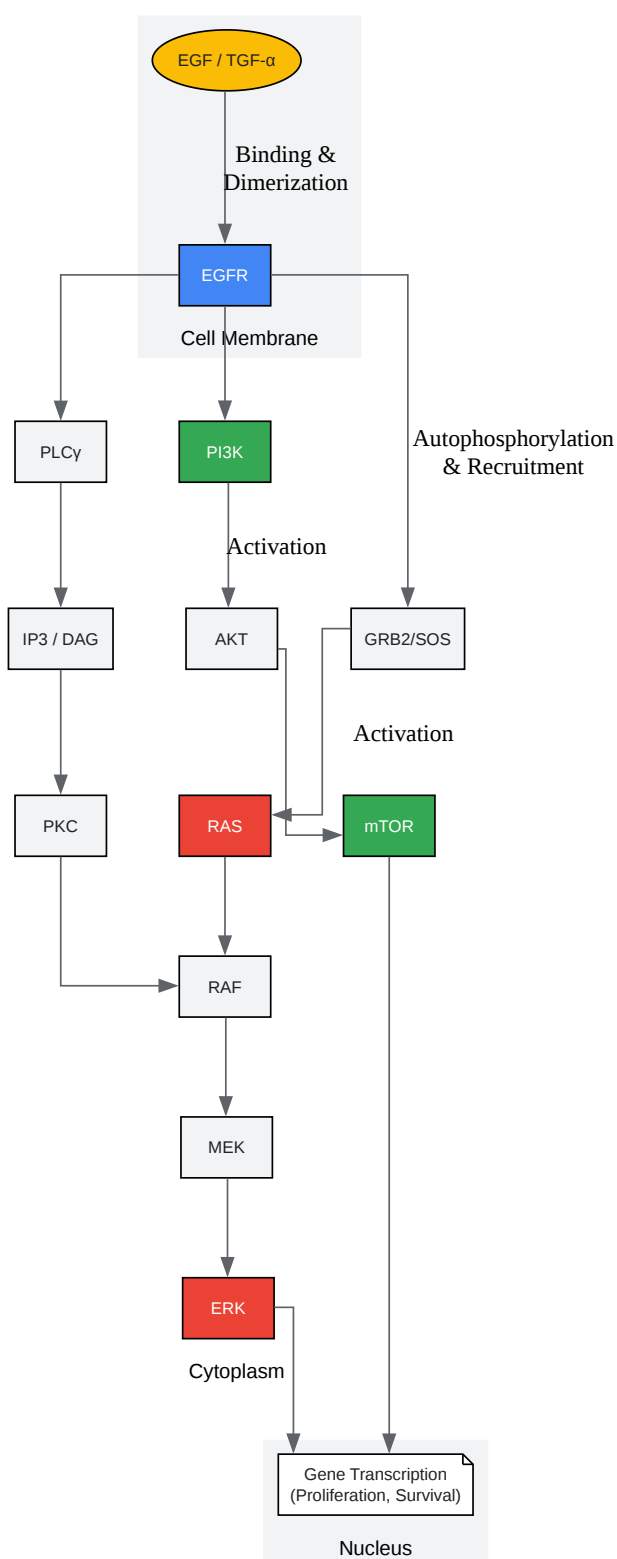 EGF / TGF-α
Binding &
Dimerization
EGFR
Cell Membrane
Autophosphorylation
& Recruitment
PLCγ
PI3K
Activation
IP3 / DAG
AKT
GRB2/SOS
Activation
PKC
RAS
mTOR
RAF
MEK
ERK
Cytoplasm
Gene Transcription
(Proliferation, Survival)
Nucleus